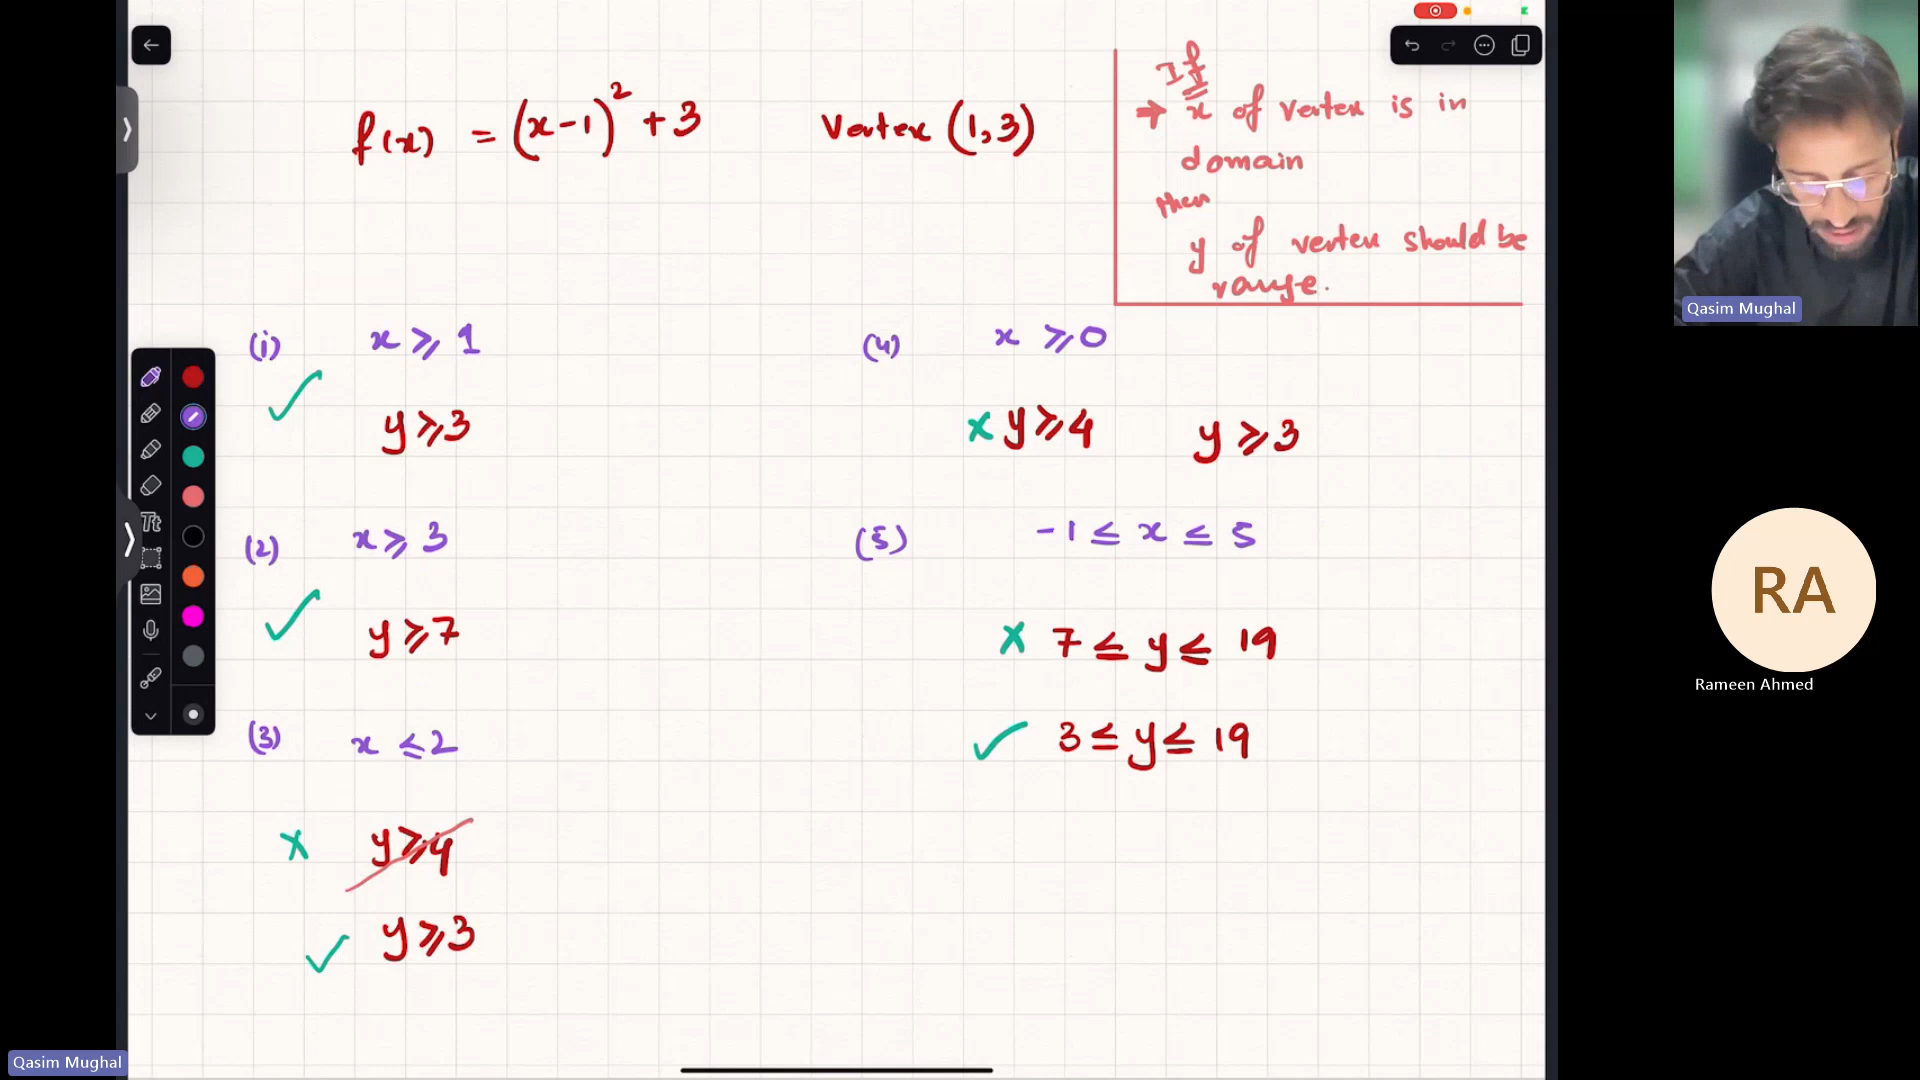 f(x) = (x-1)² + 3
Vertex (1,3)
If
→ x of vertex is in
domain
then
y of vertex should be
range.
(i) x ⩾ 1
y ⩾ 3
(2) x ⩾ 3
y ⩾ 7
(3) x ≤ 2
x y ⩾ 4
✓ y ⩾ 3
(4) x ⩾ 0
x y ⩾ 4 y ⩾ 3
(5) -1 ≤ x ≤ 5
x 7 ≤ y ≤ 19
✓ 3 ≤ y ≤ 19
Tt
Qasim Mughal
RA
Rameen Ahmed
Qasim Mughal